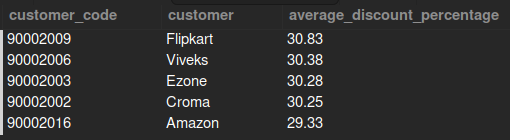 customer_code customer average_discount_percentage
90002009 Flipkart 30.83
90002006 Viveks 30.38
90002003 Ezone 30.28
90002002 Croma 30.25
90002016 Amazon 29.33